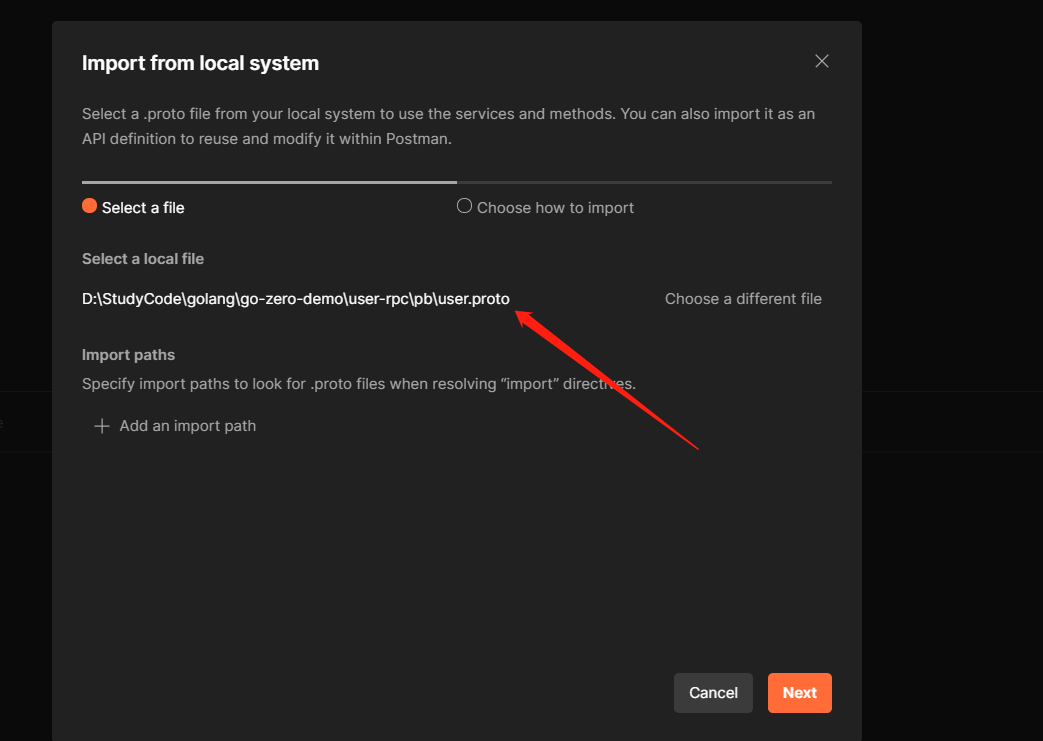 Import from local system
Select a .proto file from your local system to use the services and methods. You can also import it as an
API definition to reuse and modify it within Postman.
Select a file
Choose how to import
Select a local file
D:\StudyCode\golang\go-zero-demo\user-rpc\pb\user.proto
Choose a different file
Import paths
Specify import paths to look for .proto files when resolving “import” directives.
Add an import path
Cancel
Next